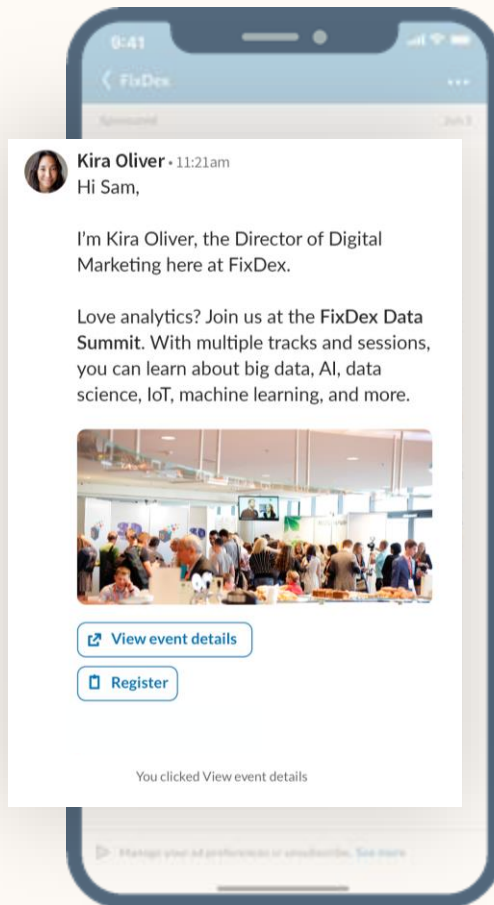 9:41
FixDex
Sponsored
Jun 5
Kira Oliver • 11:21am
Hi Sam,
I'm Kira Oliver, the Director of Digital
Marketing here at FixDex.
Love analytics? Join us at the FixDex Data
Summit. With multiple tracks and sessions,
you can learn about big data, AI, data
science, IoT, machine learning, and more.
View event details
Register
You clicked View event details
Manage your ad preferences or unsubscribe. See more